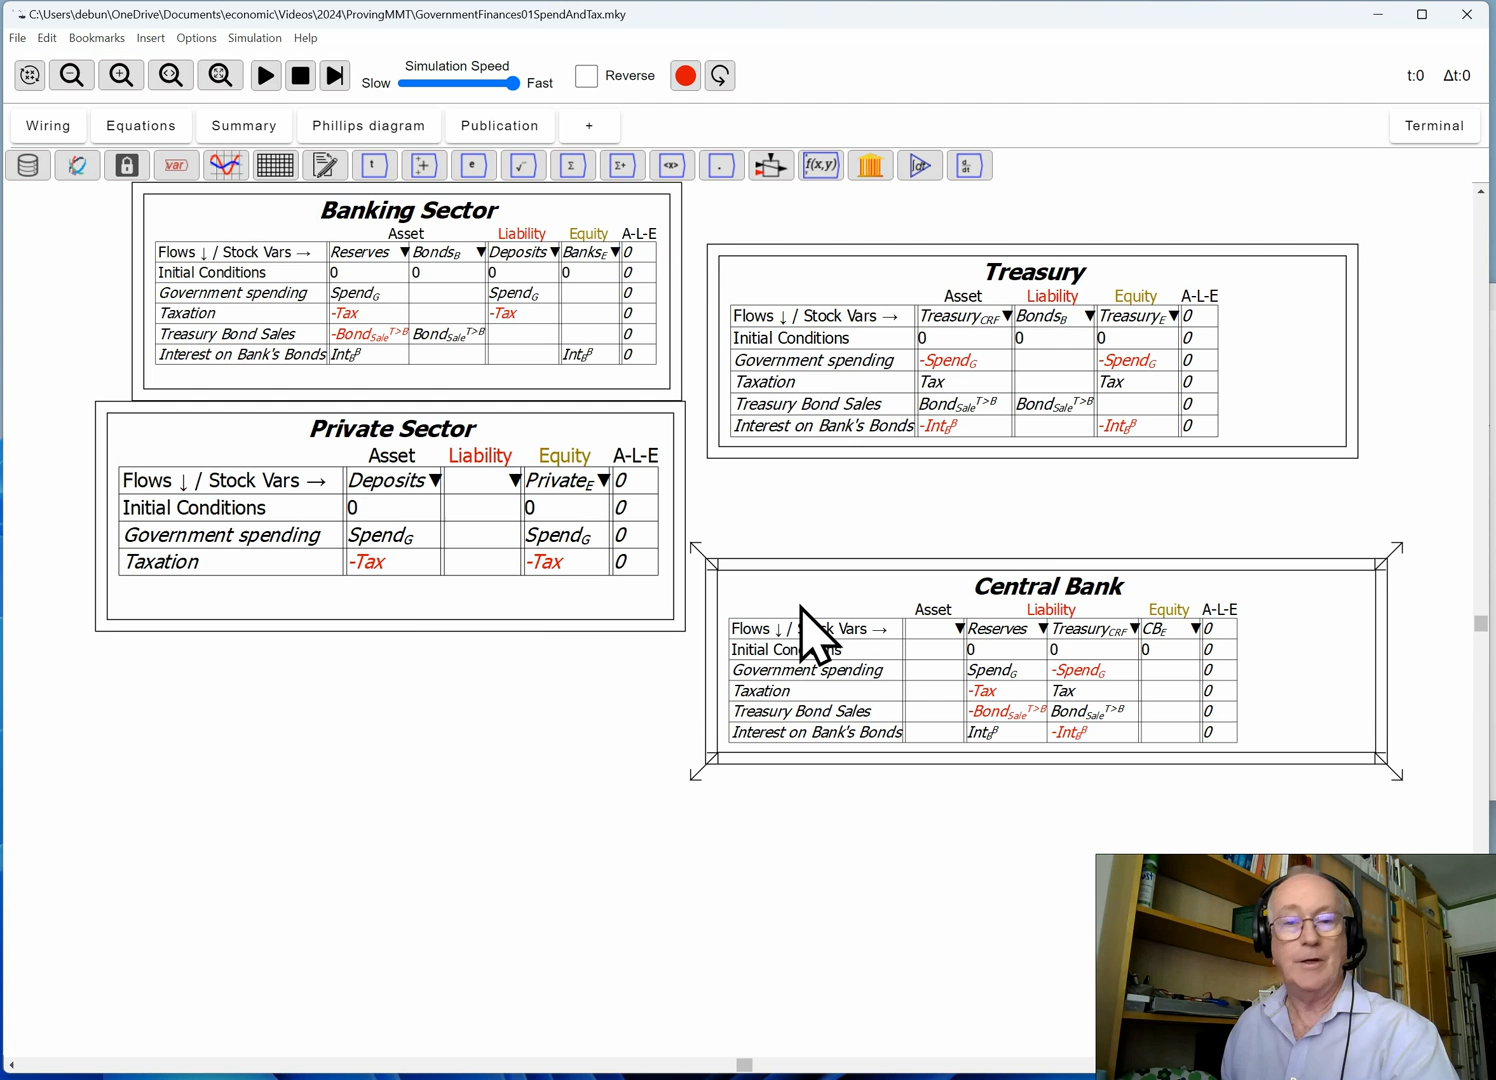 C:\Users\debun\OneDrive\Documents\economic\Videos\2024\ProvingMMT\GovernmentFinances01SpendAndTax.mky
File Edit Bookmarks Insert Options Simulation Help
Simulation Speed
Slow Fast Reverse t:0 Δt:0
Wiring Equations Summary Phillips diagram Publication + Terminal
var t e √ Σ Σ+ <x> . f(x,y) ∫dt d/dt
Banking Sector
Asset Liability Equity A-L-E
Flows ↓ / Stock Vars → Reserves ▼ Bonds_B ▼ Deposits ▼ Banks_E ▼ 0
Initial Conditions 0 0 0 0 0
Government spending Spend_G Spend_G 0
Taxation -Tax -Tax 0
Treasury Bond Sales -Bond_Sale^T>B Bond_Sale^T>B 0
Interest on Bank's Bonds Int_B^B Int_B^B 0
Treasury
Asset Liability Equity A-L-E
Flows ↓ / Stock Vars → Treasury_CRF ▼ Bonds_B ▼ Treasury_E ▼ 0
Initial Conditions 0 0 0 0
Government spending -Spend_G -Spend_G 0
Taxation Tax Tax 0
Treasury Bond Sales Bond_Sale^T>B Bond_Sale^T>B 0
Interest on Bank's Bonds -Int_B^B -Int_B^B 0
Private Sector
Asset Liability Equity A-L-E
Flows ↓ / Stock Vars → Deposits ▼ ▼ Private_E ▼ 0
Initial Conditions 0 0 0
Government spending Spend_G Spend_G 0
Taxation -Tax -Tax 0
Central Bank
Asset Liability Equity A-L-E
Flows ↓ / Stock Vars → ▼ Reserves ▼ Treasury_CRF ▼ CB_E ▼ 0
Initial Conditions 0 0 0 0
Government spending Spend_G -Spend_G 0
Taxation -Tax Tax 0
Treasury Bond Sales -Bond_Sale^T>B Bond_Sale^T>B 0
Interest on Bank's Bonds Int_B^B -Int_B^B 0